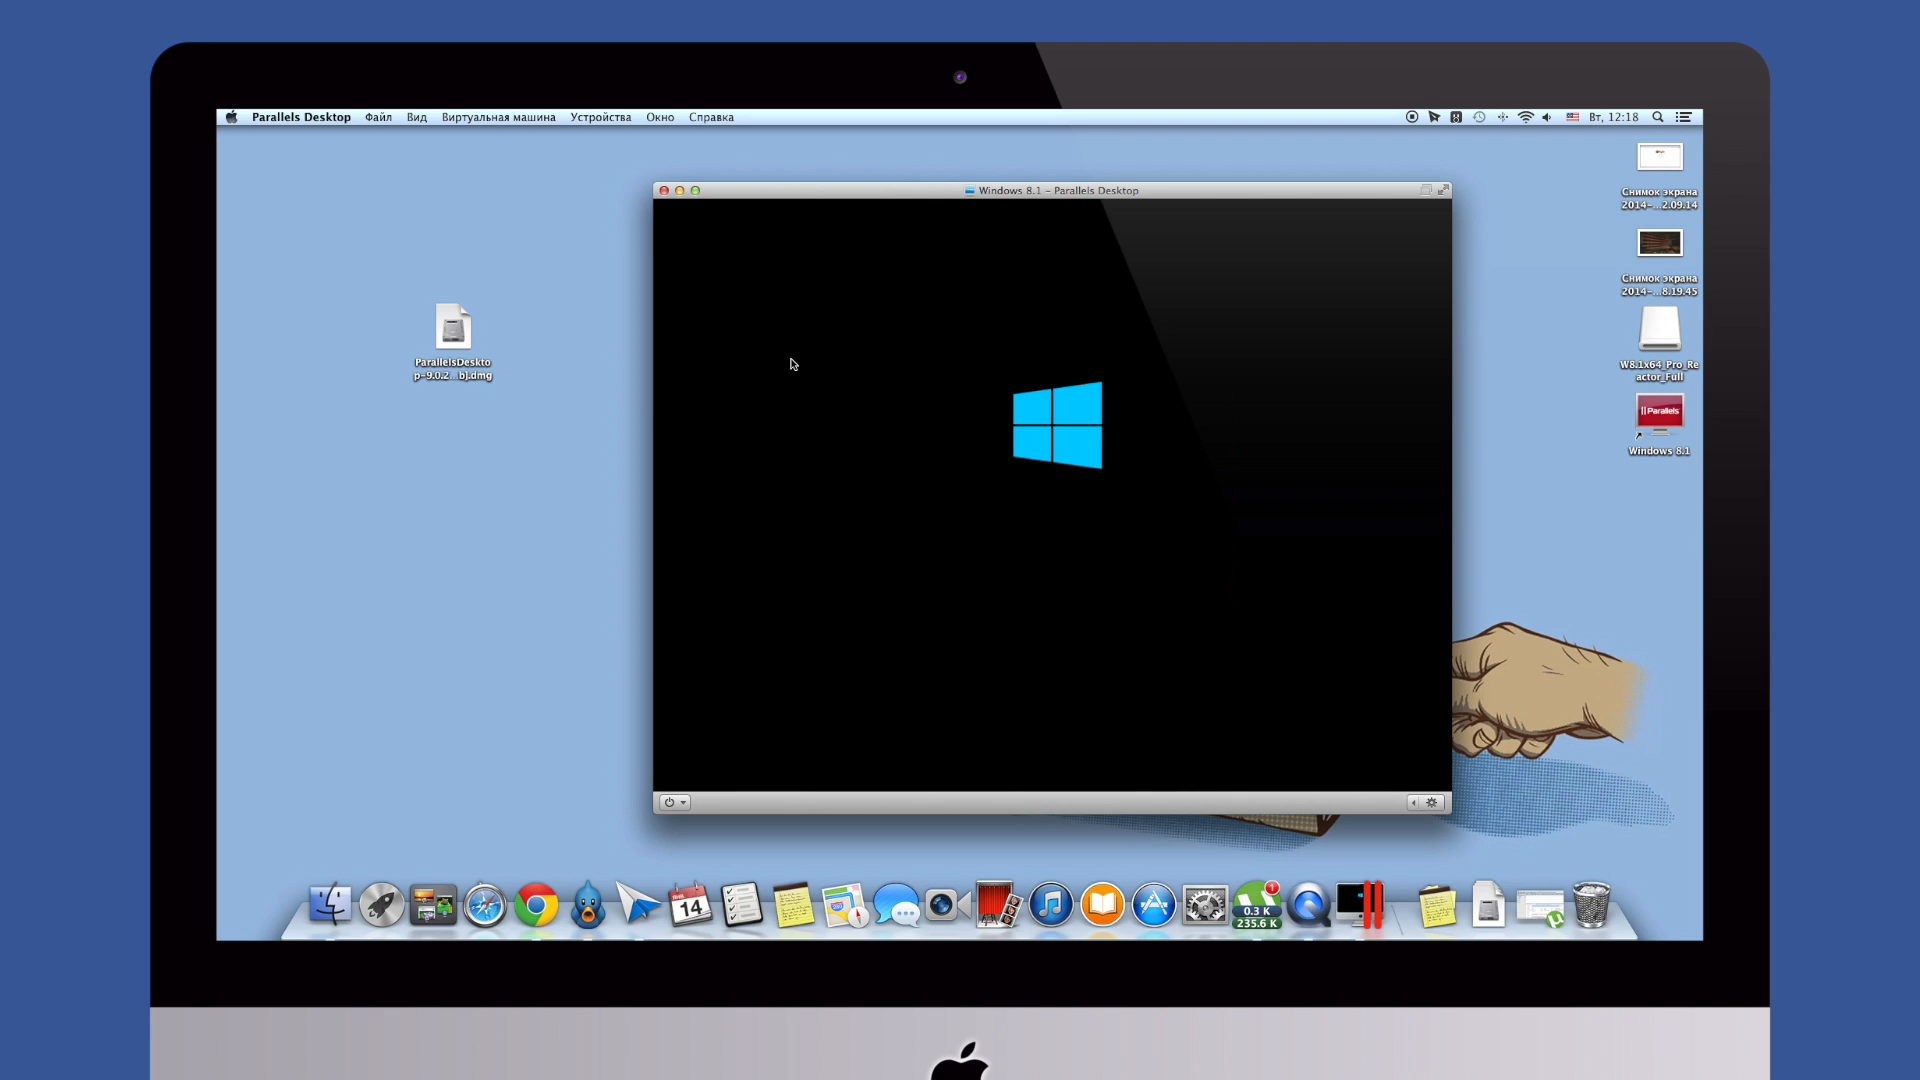 Parallels Desktop Файл Вид Виртуальная машина Устройства Окно Справка
Вт, 12:18
Windows 8.1 – Parallels Desktop
Снимок экрана
2014-...2.09.14
Снимок экрана
2014-...8.19.45
W8.1x64_Pro_Re
actor_Full
Parallels
Windows 8.1
ParallelsDeskto
p-9.0.2...bj.dmg
14
1
0.3 K
235.6 K